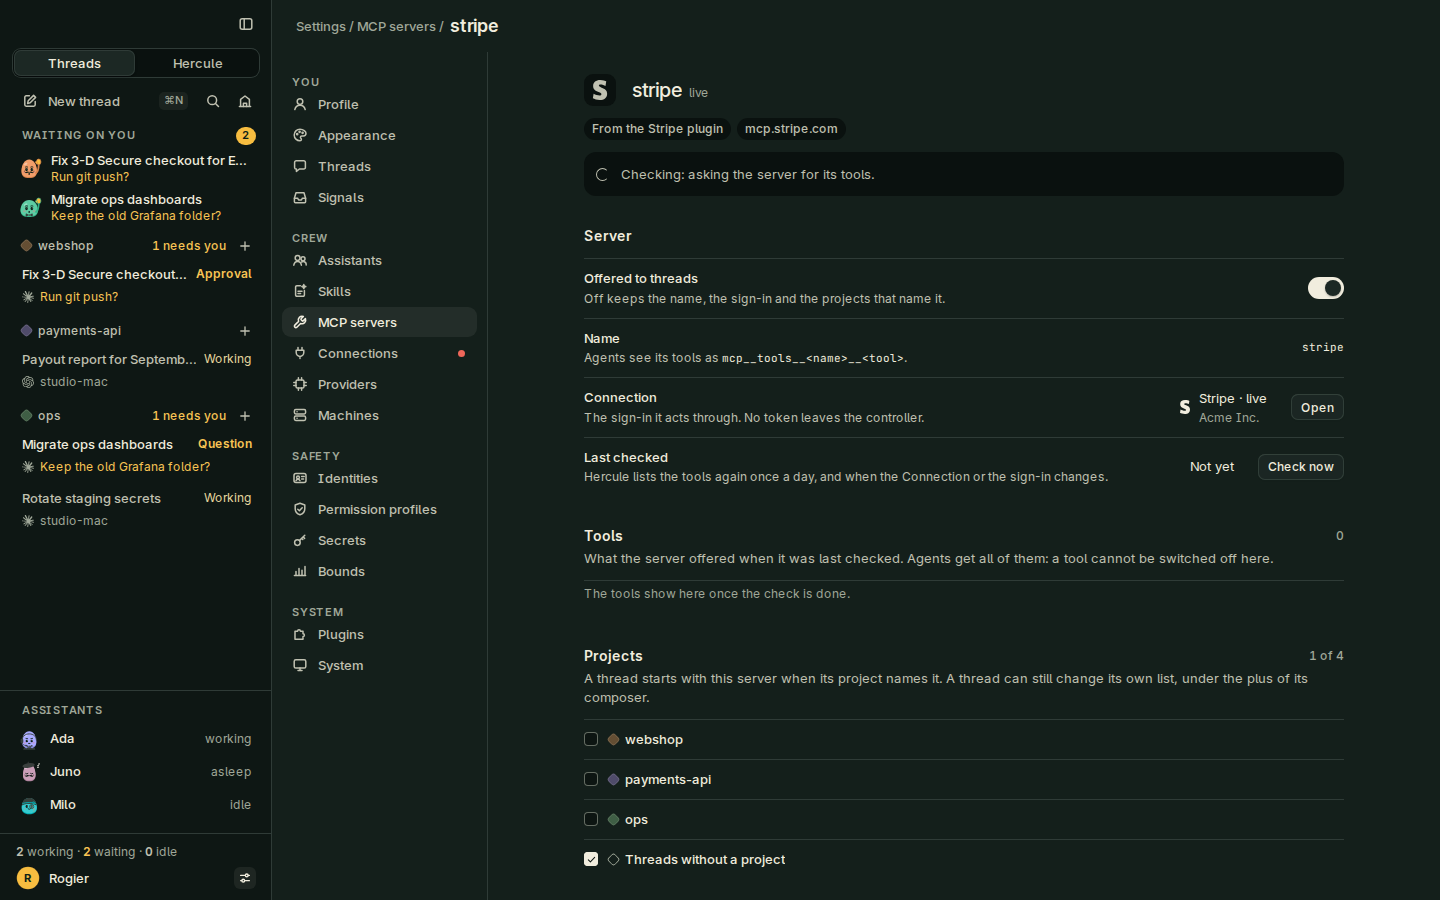 Threads
Hercule
New thread
⌘N
WAITING ON YOU
2
Fix 3-D Secure checkout for E...
Run git push?
Migrate ops dashboards
Keep the old Grafana folder?
webshop
1 needs you
Fix 3-D Secure checkout...
Approval
Run git push?
payments-api
Payout report for Septemb...
Working
studio-mac
ops
1 needs you
Migrate ops dashboards
Question
Keep the old Grafana folder?
Rotate staging secrets
Working
studio-mac
ASSISTANTS
Ada
working
Juno
asleep
Milo
idle
2 working · 2 waiting · 0 idle
R
Rogier
Settings / MCP servers / stripe
YOU
Profile
Appearance
Threads
Signals
CREW
Assistants
Skills
MCP servers
Connections
Providers
Machines
SAFETY
Identities
Permission profiles
Secrets
Bounds
SYSTEM
Plugins
System
S
stripe live
From the Stripe plugin
mcp.stripe.com
Checking: asking the server for its tools.
Server
Offered to threads
Off keeps the name, the sign-in and the projects that name it.
Name
Agents see its tools as mcp__tools__<name>__<tool>.
stripe
Connection
The sign-in it acts through. No token leaves the controller.
S
Stripe · live
Acme Inc.
Open
Last checked
Hercule lists the tools again once a day, and when the Connection or the sign-in changes.
Not yet
Check now
Tools
0
What the server offered when it was last checked. Agents get all of them: a tool cannot be switched off here.
The tools show here once the check is done.
Projects
1 of 4
A thread starts with this server when its project names it. A thread can still change its own list, under the plus of its
composer.
webshop
payments-api
ops
Threads without a project